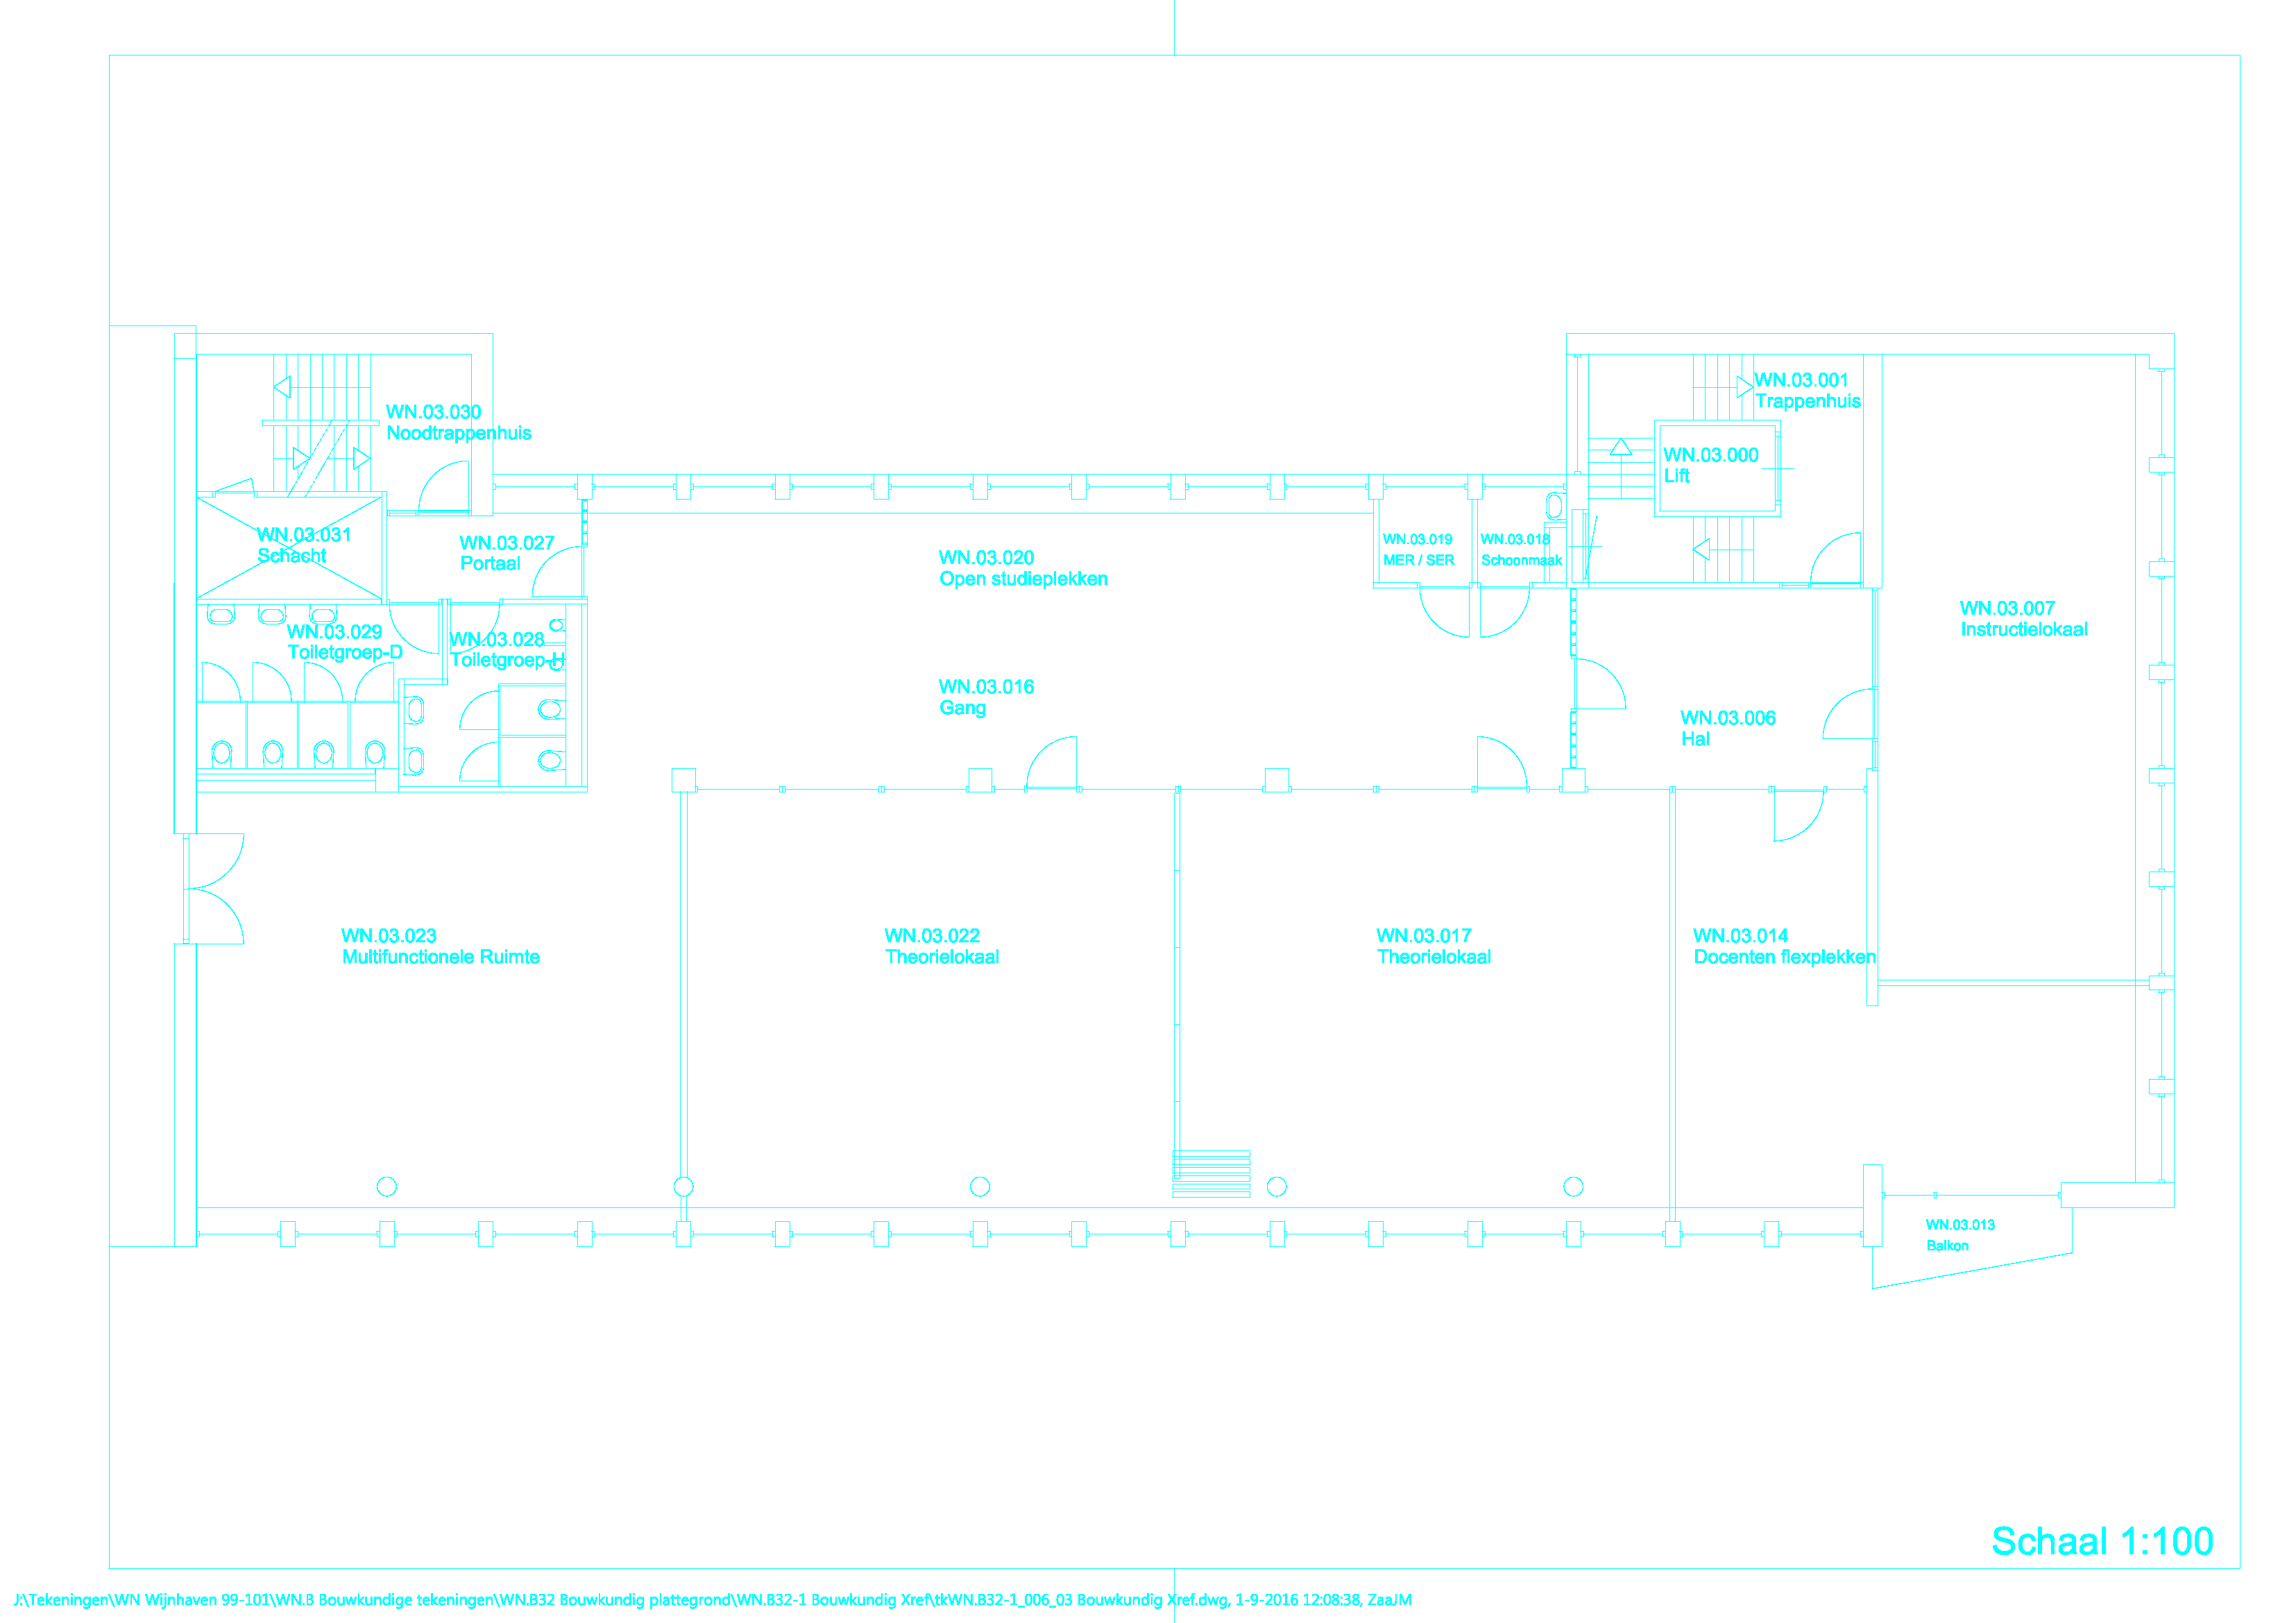 WN.03.001
Trappenhuis
WN.03.030
Noodtrappenhuis
WN.03.000
Lift
WN.03.031
Schacht
WN.03.027
Portaal
WN.03.020
Open studieplekken
WN.03.019
MER / SER
WN.03.018
Schoonmaak
WN.03.007
Instructielokaal
WN.03.029
Toiletgroep-D
WN.03.028
Toiletgroep-H
WN.03.016
Gang
WN.03.006
Hal
WN.03.023
Multifunctionele Ruimte
WN.03.022
Theorielokaal
WN.03.017
Theorielokaal
WN.03.014
Docenten flexplekken
WN.03.013
Balkon
Schaal 1:100
J:\Tekeningen\WN Wijnhaven 99-101\WN.B Bouwkundige tekeningen\WN.B32 Bouwkundig plattegrond\WN.B32-1 Bouwkundig Xref\tkWN.B32-1_006_03 Bouwkundig Xref.dwg, 1-9-2016 12:08:38, ZaaJM